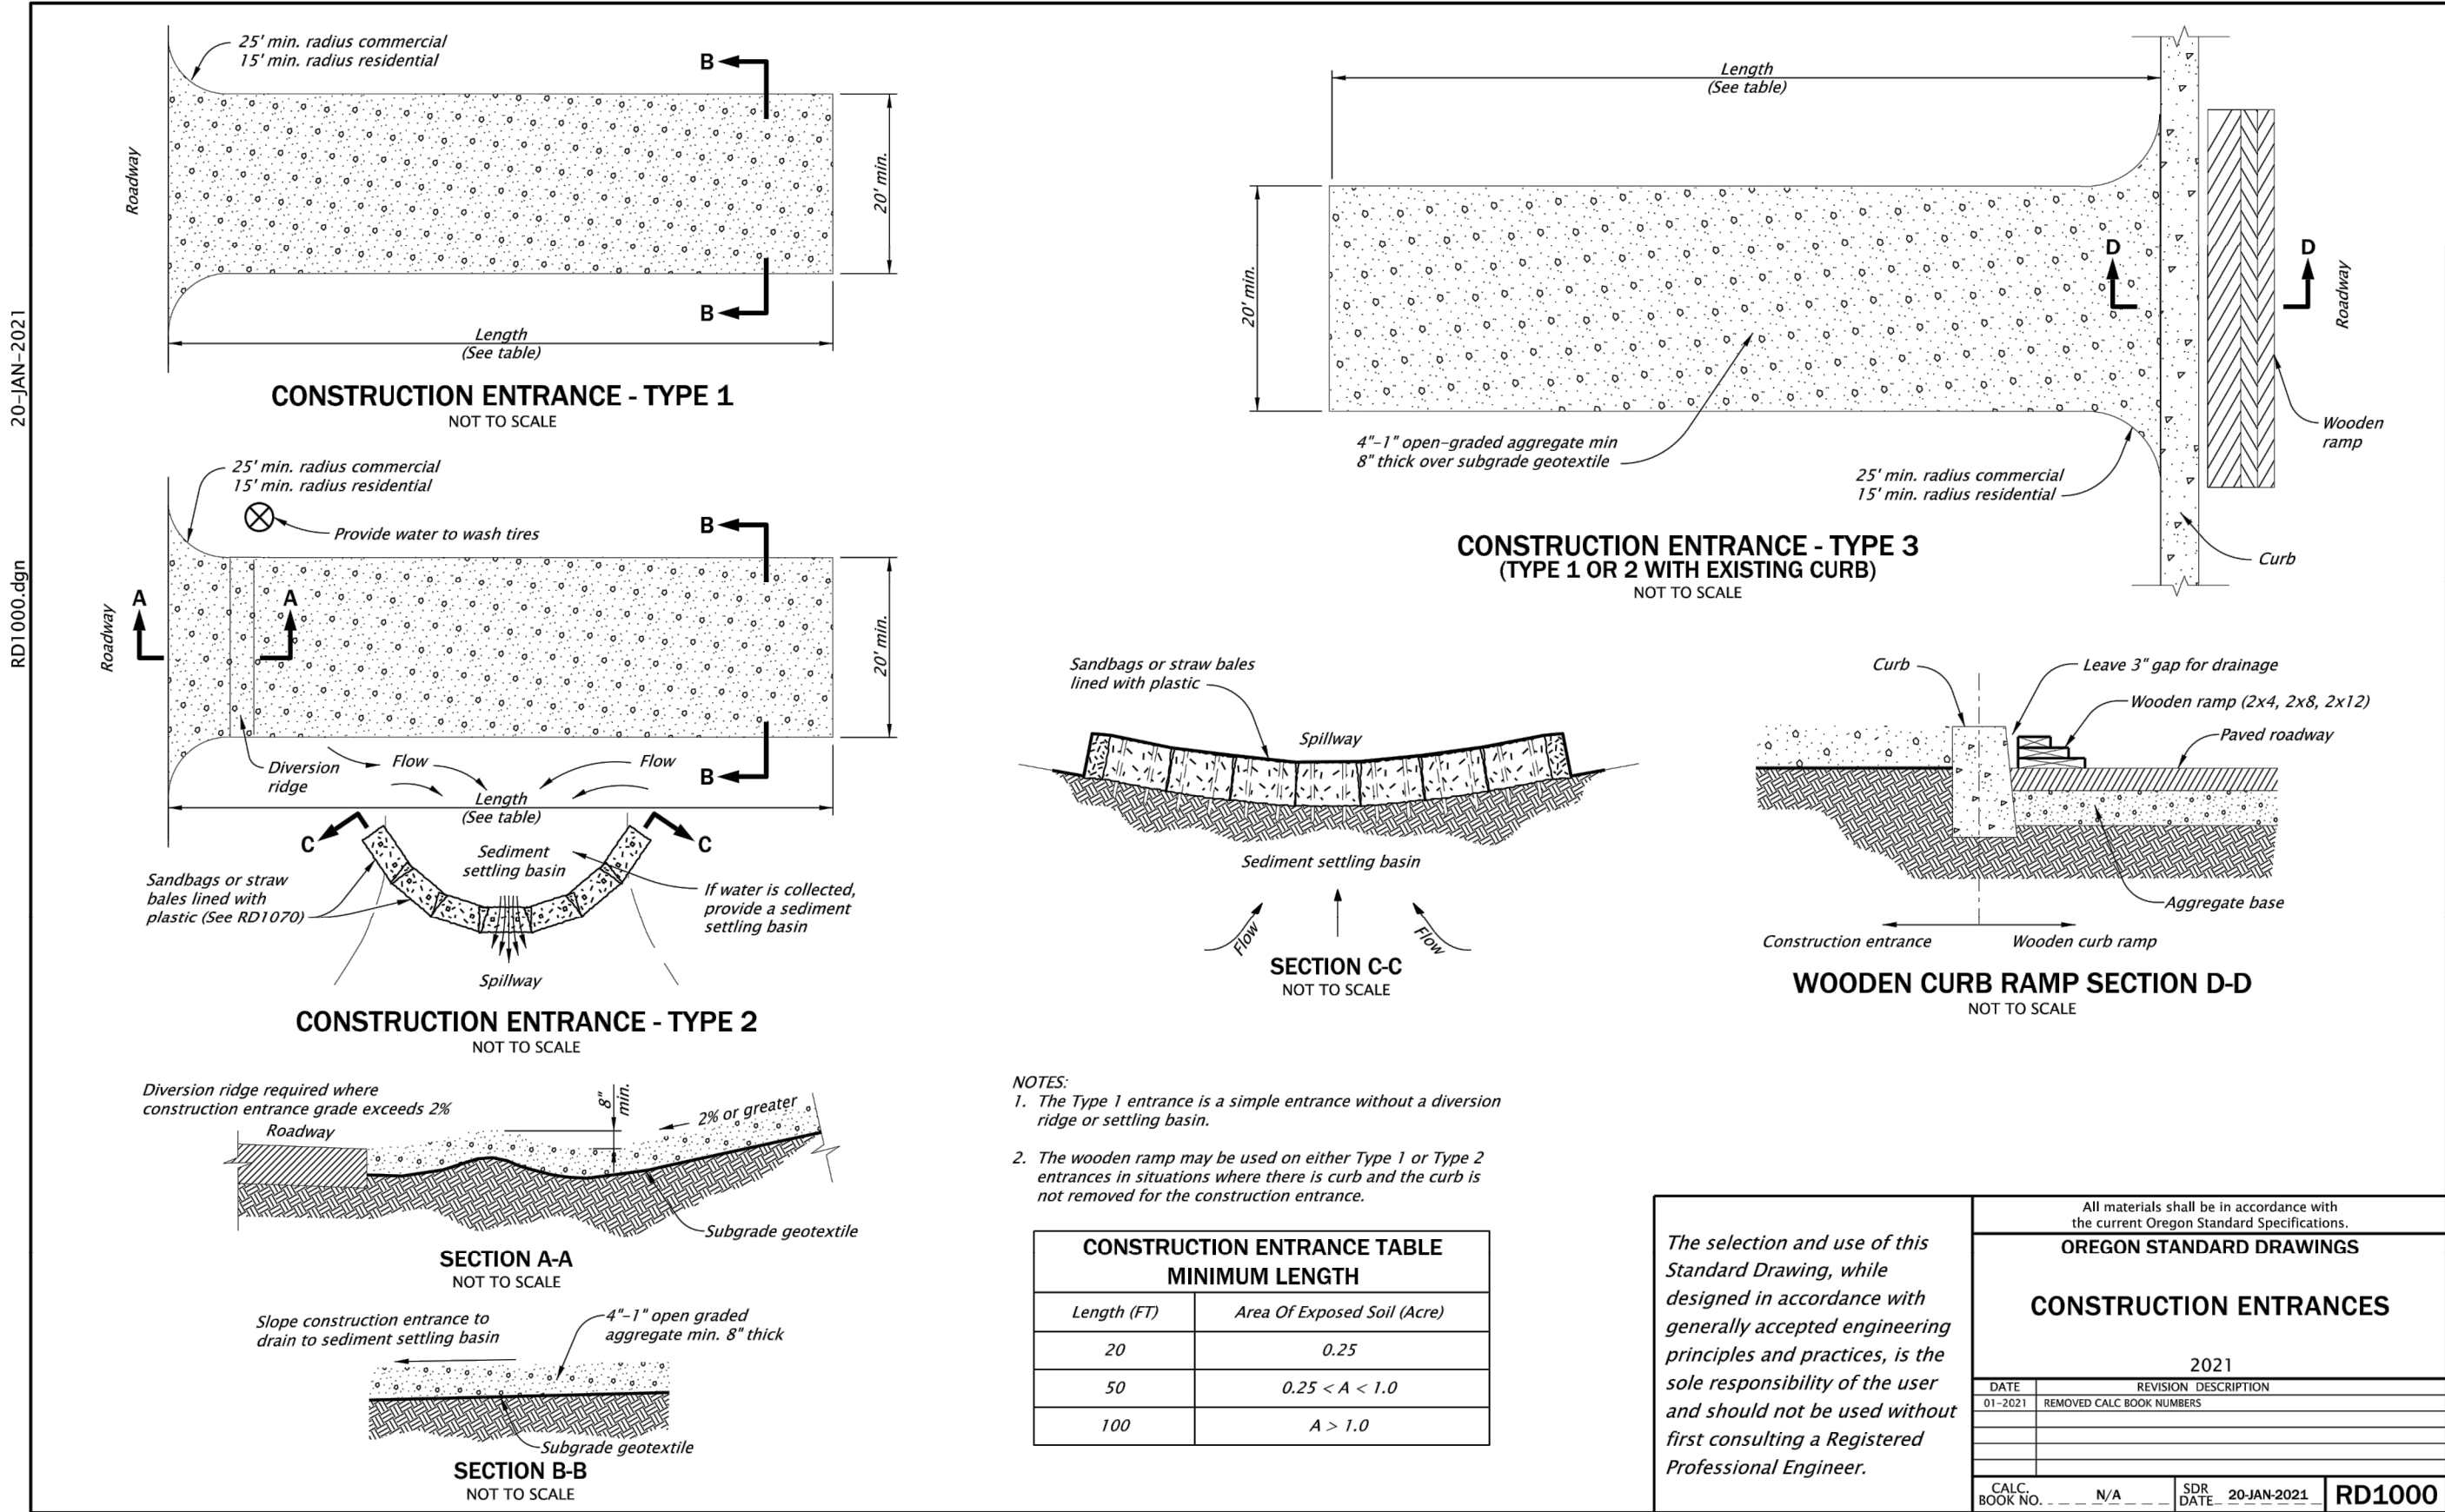 20-JAN-2021
RD1000.dgn
25' min. radius commercial
15' min. radius residential
B
Roadway
20' min.
B
Length
(See table)
CONSTRUCTION ENTRANCE - TYPE 1
NOT TO SCALE
25' min. radius commercial
15' min. radius residential
Provide water to wash tires
B
A
A
Roadway
20' min.
Diversion
ridge
Flow
Flow
B
Length
(See table)
C
C
Sediment
settling basin
Sandbags or straw
bales lined with
plastic (See RD1070)
If water is collected,
provide a sediment
settling basin
Spillway
CONSTRUCTION ENTRANCE - TYPE 2
NOT TO SCALE
Diversion ridge required where
construction entrance grade exceeds 2%
Roadway
8"
min.
2% or greater
Subgrade geotextile
SECTION A-A
NOT TO SCALE
Slope construction entrance to
drain to sediment settling basin
4"-1" open graded
aggregate min. 8" thick
Subgrade geotextile
SECTION B-B
NOT TO SCALE
Length
(See table)
20' min.
D
D
Roadway
Wooden
ramp
4"-1" open-graded aggregate min
8" thick over subgrade geotextile
25' min. radius commercial
15' min. radius residential
Curb
CONSTRUCTION ENTRANCE - TYPE 3
(TYPE 1 OR 2 WITH EXISTING CURB)
NOT TO SCALE
Sandbags or straw bales
lined with plastic
Spillway
Sediment settling basin
Flow
Flow
SECTION C-C
NOT TO SCALE
Curb
Leave 3" gap for drainage
Wooden ramp (2x4, 2x8, 2x12)
Paved roadway
Aggregate base
Construction entrance
Wooden curb ramp
WOODEN CURB RAMP SECTION D-D
NOT TO SCALE
NOTES:
1. The Type 1 entrance is a simple entrance without a diversion
ridge or settling basin.
2. The wooden ramp may be used on either Type 1 or Type 2
entrances in situations where there is curb and the curb is
not removed for the construction entrance.
CONSTRUCTION ENTRANCE TABLE
MINIMUM LENGTH
Length (FT) Area Of Exposed Soil (Acre)
20 0.25
50 0.25 < A < 1.0
100 A > 1.0
The selection and use of this
Standard Drawing, while
designed in accordance with
generally accepted engineering
principles and practices, is the
sole responsibility of the user
and should not be used without
first consulting a Registered
Professional Engineer.
All materials shall be in accordance with
the current Oregon Standard Specifications.
OREGON STANDARD DRAWINGS
CONSTRUCTION ENTRANCES
2021
DATE REVISION DESCRIPTION
01-2021 REMOVED CALC BOOK NUMBERS
CALC.
BOOK NO. N/A
SDR
DATE 20-JAN-2021
RD1000